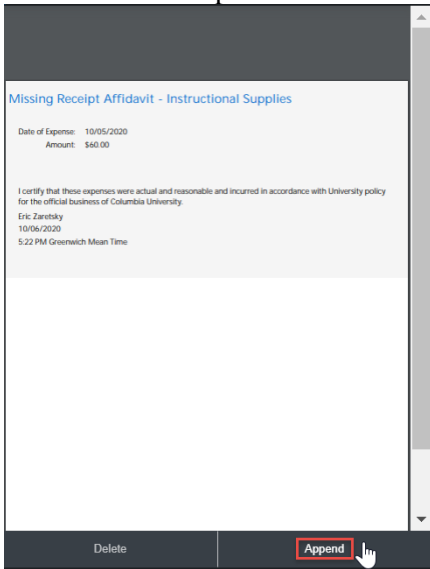 Missing Receipt Affidavit - Instructional Supplies
Date of Expense: 10/05/2020
Amount: $60.00
I certify that these expenses were actual and reasonable and incurred in accordance with University policy
for the official business of Columbia University.
Eric Zaretsky
10/06/2020
5:22 PM Greenwich Mean Time
Delete Append